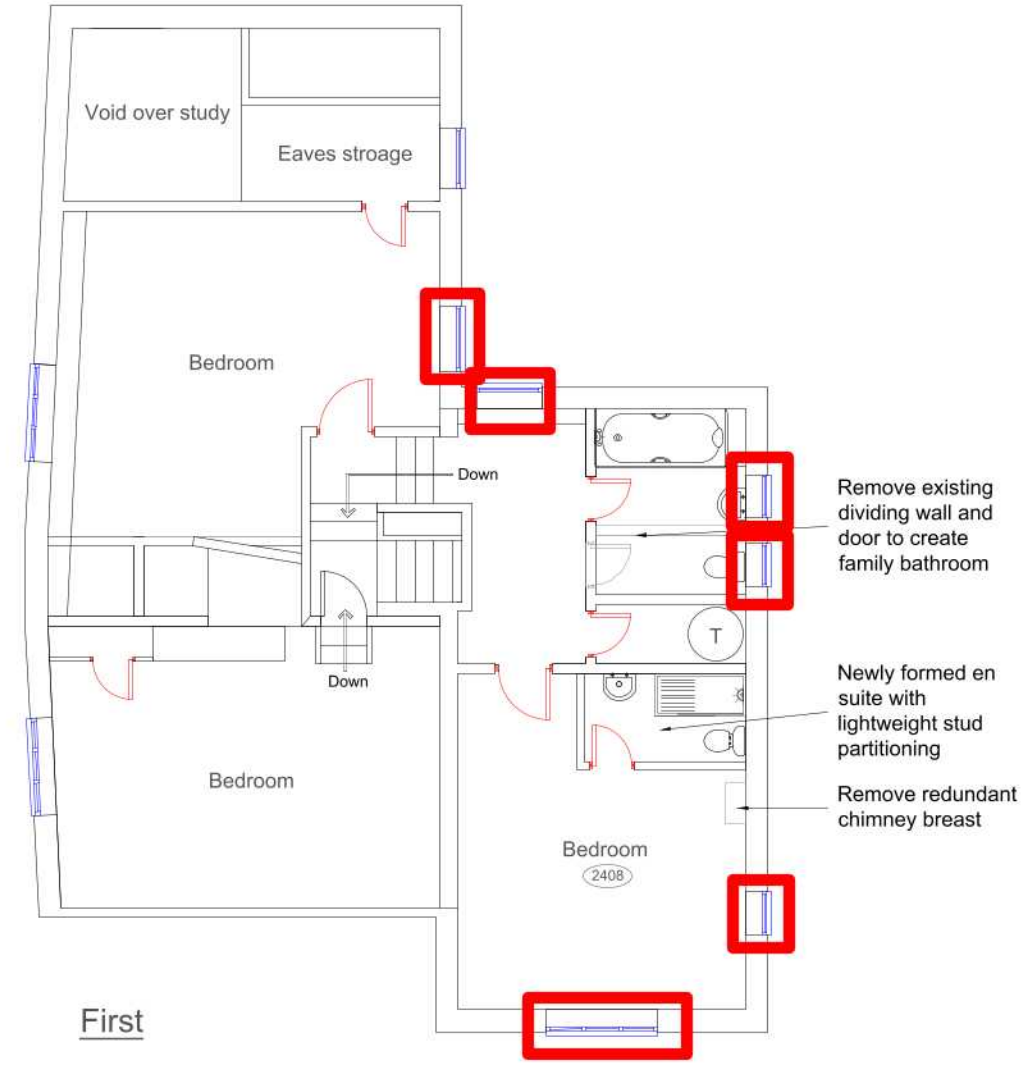 Void over study
Eaves stroage
Bedroom
Down
Remove existing
dividing wall and
door to create
family bathroom
T
Down
Newly formed en
suite with
lightweight stud
partitioning
Bedroom
Remove redundant
chimney breast
Bedroom
2408
First